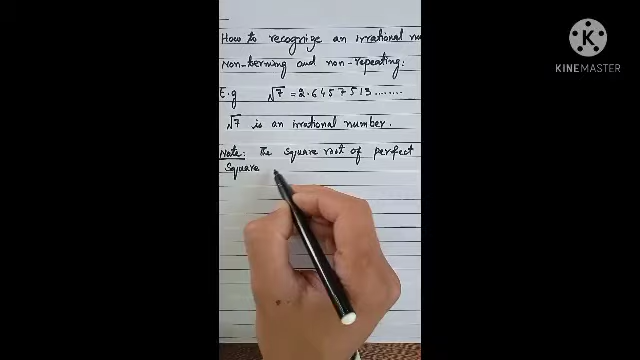 How to recognize an irrational nu
non-terming and non-repeating.
E.g √7 = 2.6457513........
√7 is an irrational number.
Note: The square root of perfect
Square
KINEMASTER